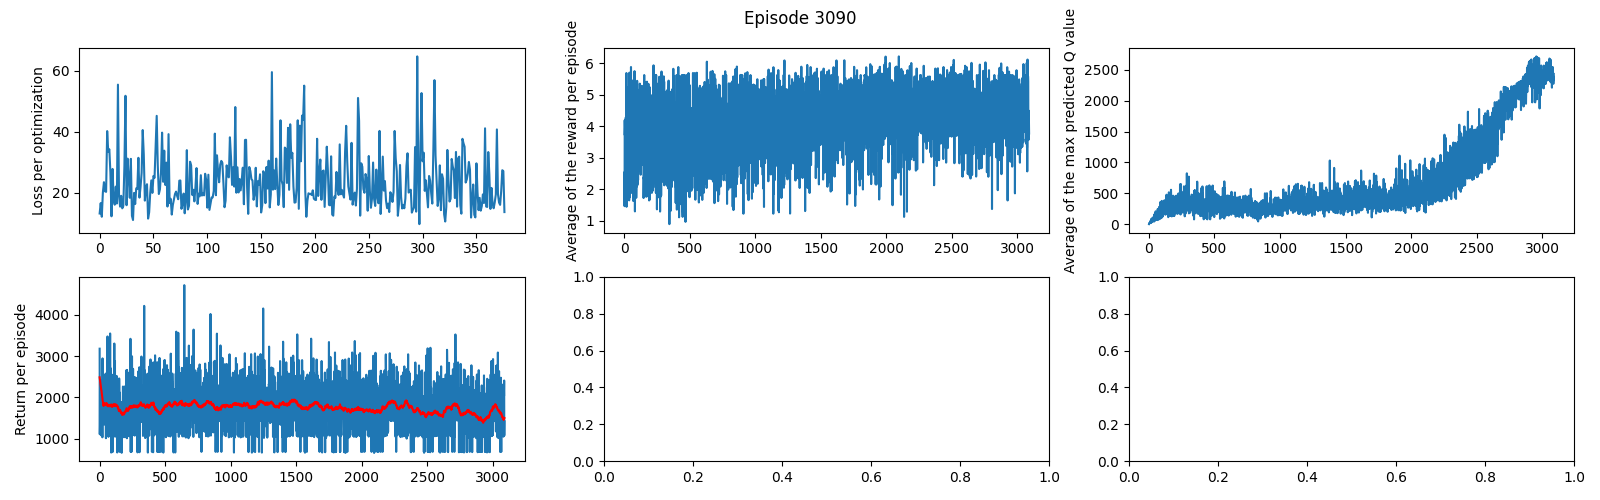 Episode 3090
Loss per optimization
60
40
20
0 50 100 150 200 250 300 350
Average of the reward per episode
6
5
4
3
2
1
0 500 1000 1500 2000 2500 3000
Average of the max predicted Q value
2500
2000
1500
1000
500
0
0 500 1000 1500 2000 2500 3000
Return per episode
4000
3000
2000
1000
0 500 1000 1500 2000 2500 3000
1.0
0.8
0.6
0.4
0.2
0.0
0.0 0.2 0.4 0.6 0.8 1.0
1.0
0.8
0.6
0.4
0.2
0.0
0.0 0.2 0.4 0.6 0.8 1.0